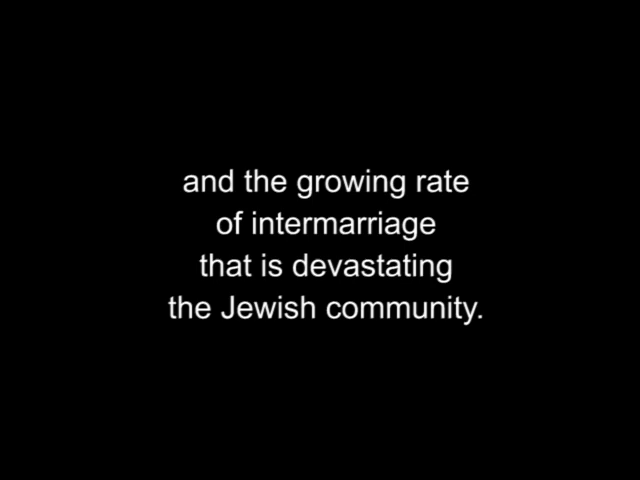 and the growing rate
of intermarriage
that is devastating
the Jewish community.